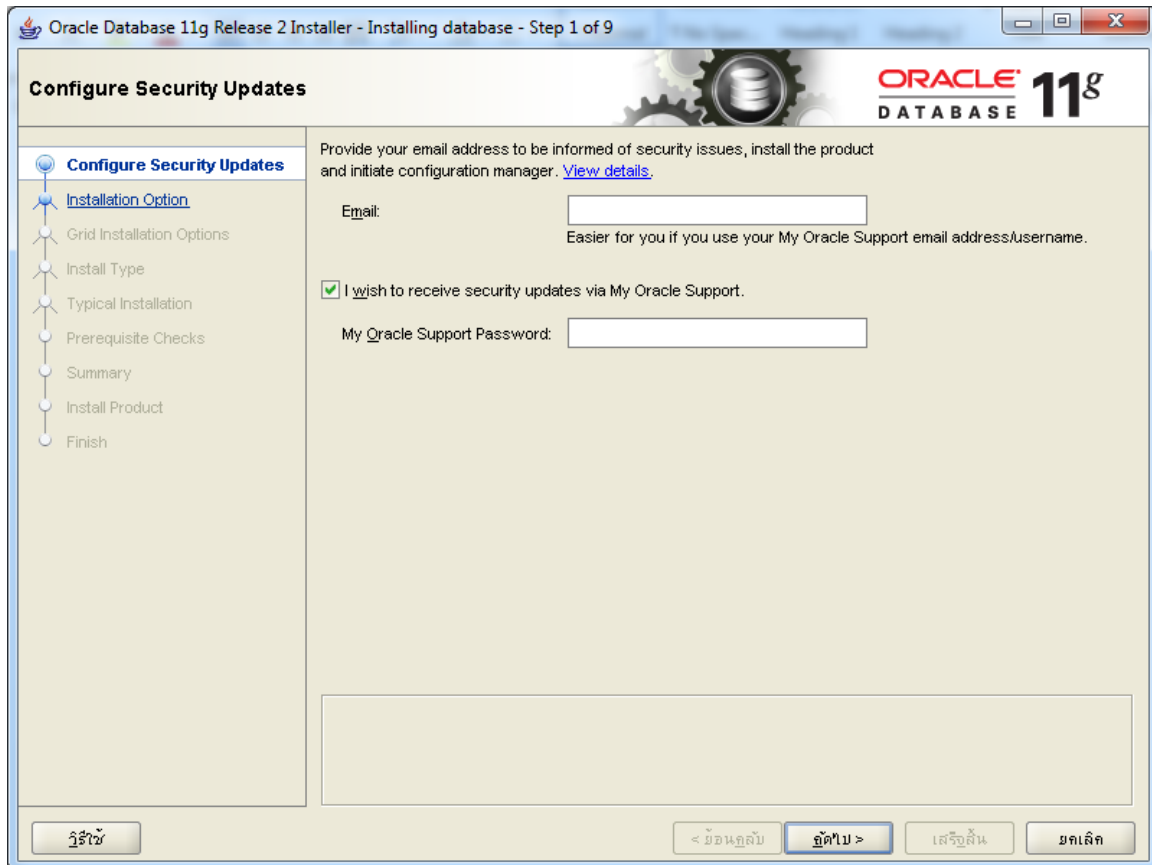 Oracle Database 11g Release 2 Installer - Installing database - Step 1 of 9
Configure Security Updates
ORACLE
DATABASE
11g
Configure Security Updates
Installation Option
Grid Installation Options
Install Type
Typical Installation
Prerequisite Checks
Summary
Install Product
Finish
Provide your email address to be informed of security issues, install the product
and initiate configuration manager. View details.
Email:
Easier for you if you use your My Oracle Support email address/username.
I wish to receive security updates via My Oracle Support.
My Oracle Support Password:
วิธีใช้
< ย้อนกลับ
ถัดไป >
เสร็จสิ้น
ยกเลิก